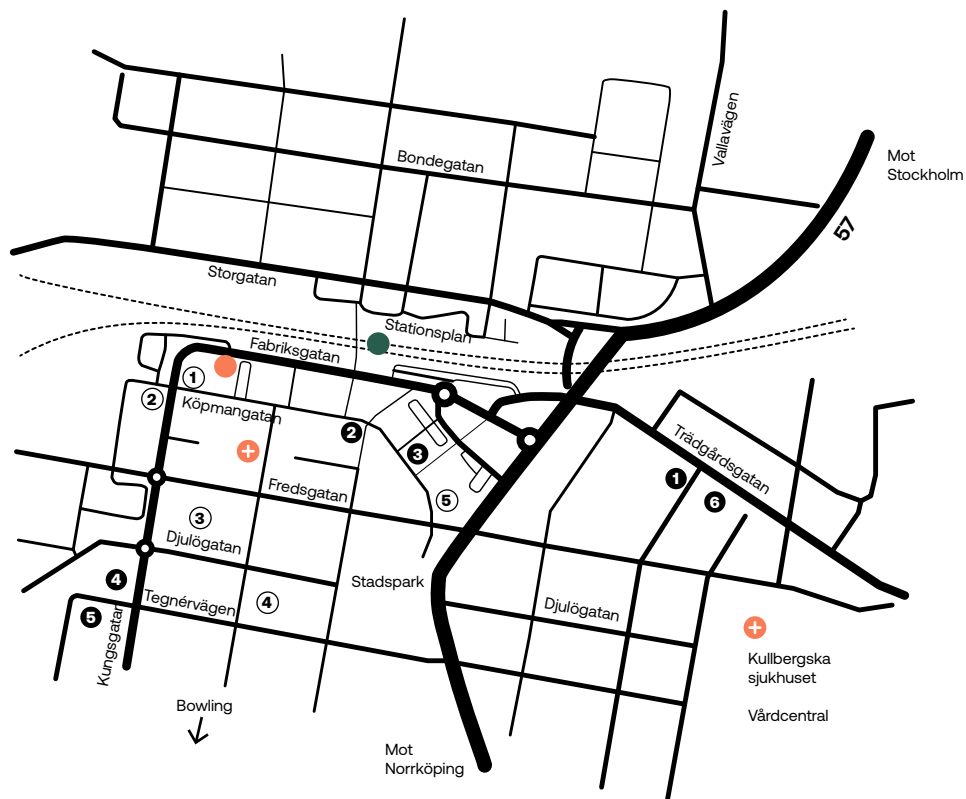 Vallavägen
Mot
Stockholm
Bondegatan
57
Storgatan
Stationsplan
Fabriksgatan
1
2
Köpmangatan
2
3
Trädgårdsgatan
1
6
Fredsgatan
5
3
Djulögatan
4
Stadspark
Tegnérvägen
4
Djulögatan
5
Kungsgatan
Kullbergska
sjukhuset
Vårdcentral
Bowling
Mot
Norrköping